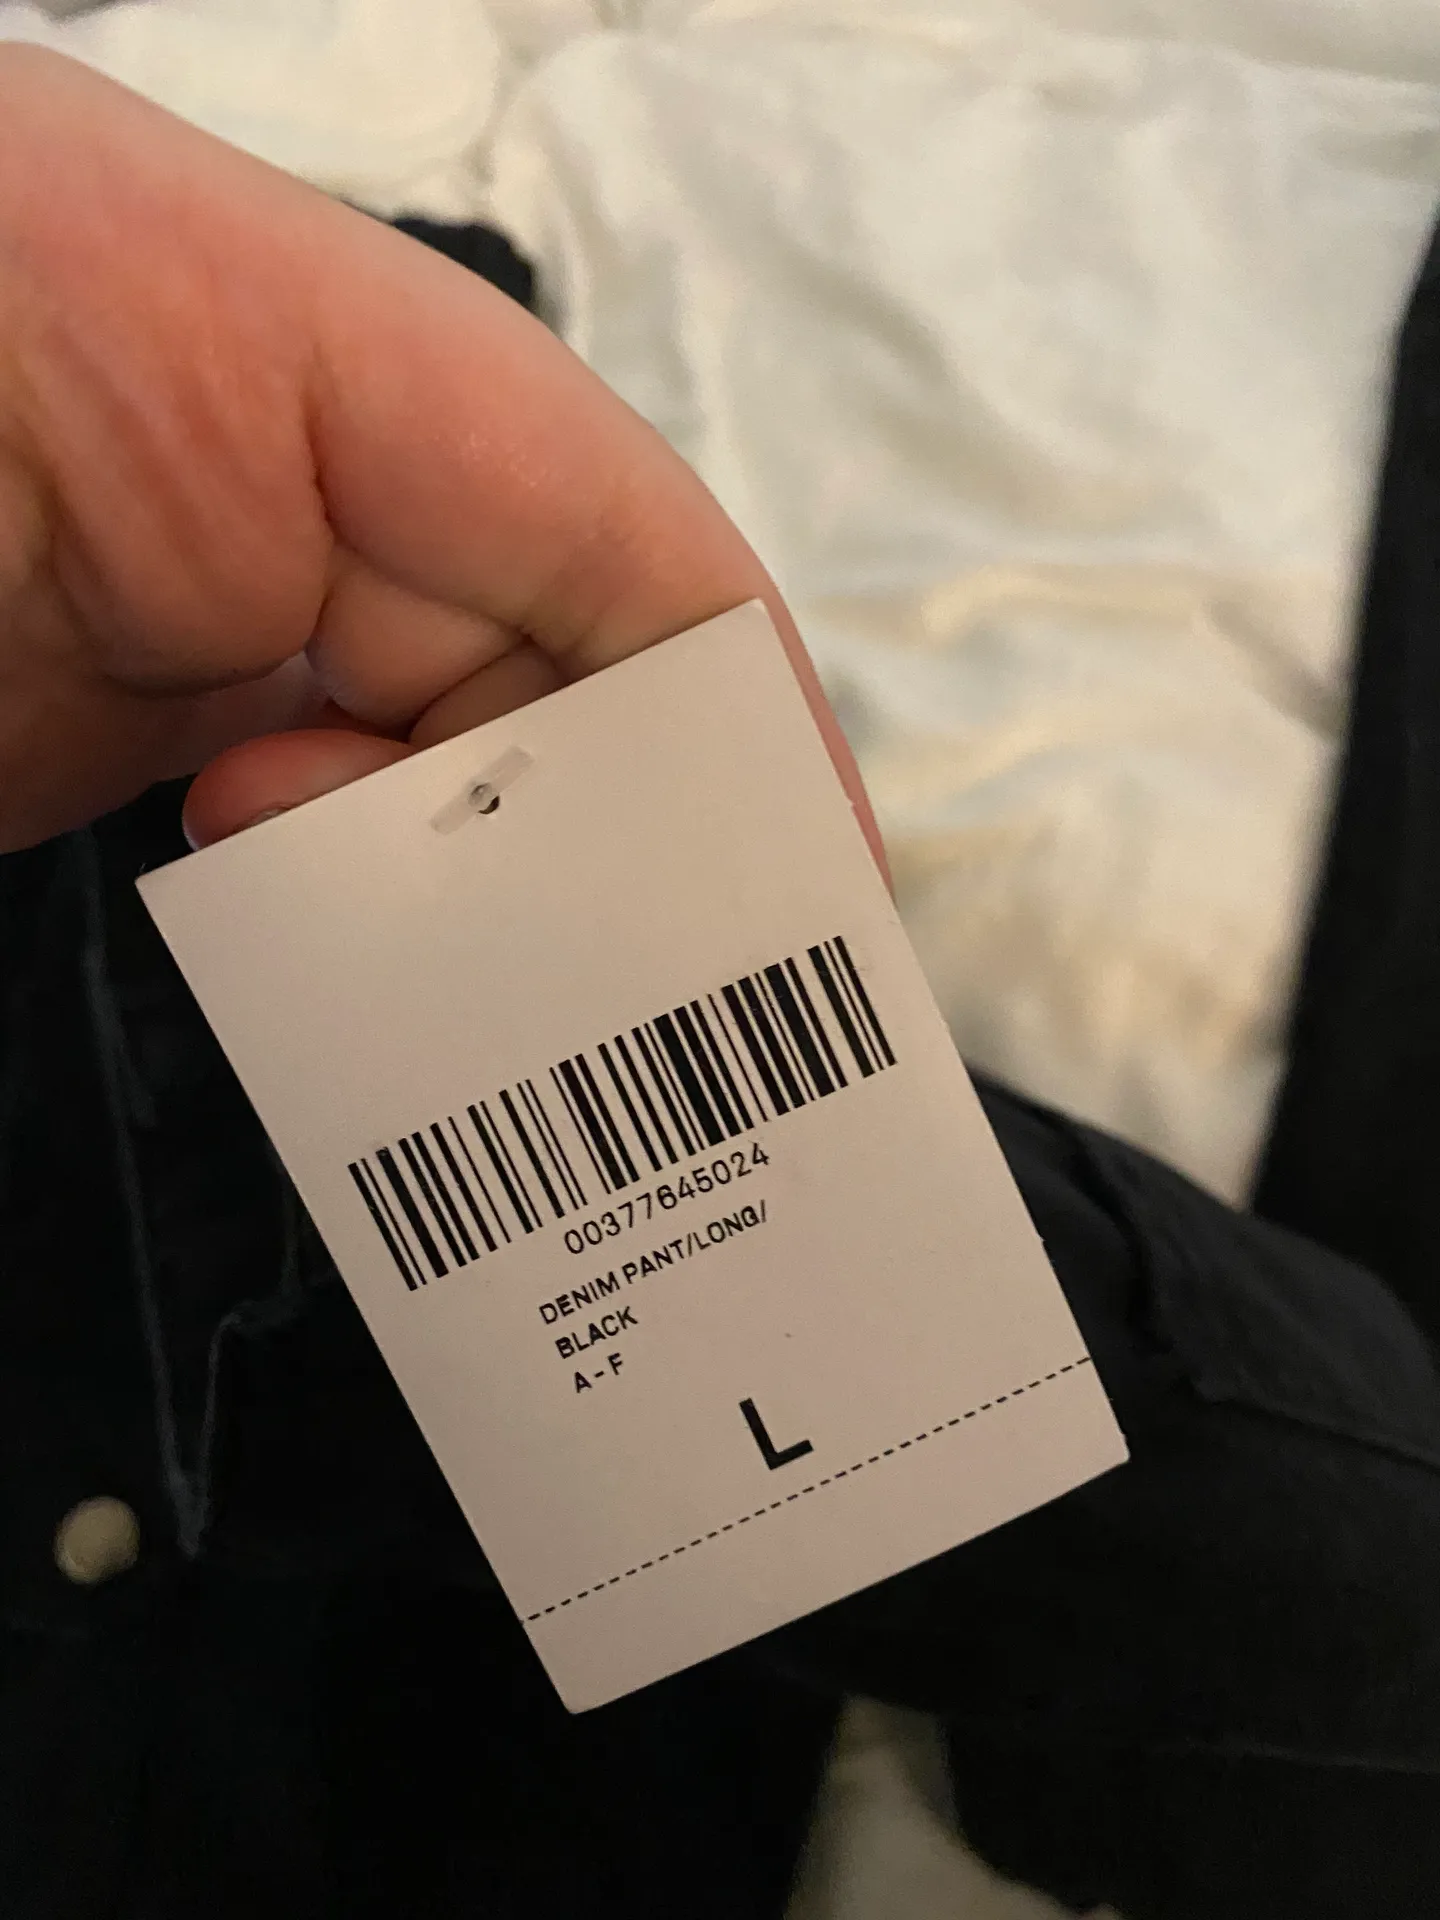 00377645024
DENIM PANT/LONG/
BLACK
A - F
L